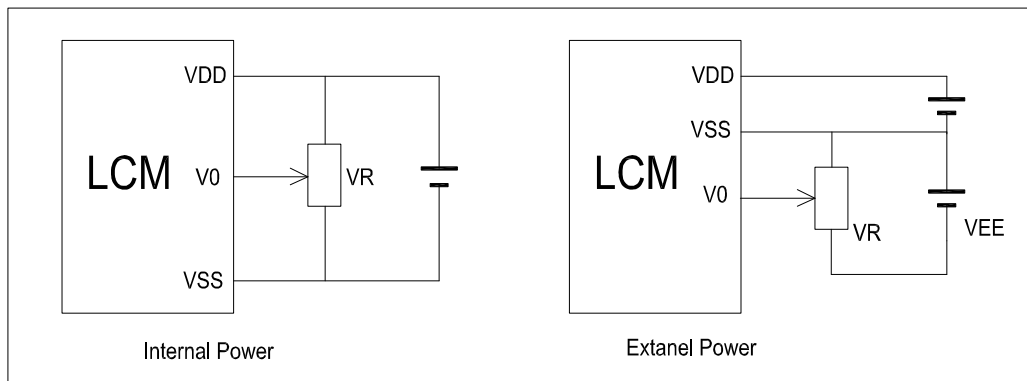 VDD
LCM
V0
VR
VSS
Internal Power
VDD
VSS
LCM
V0
VR
VEE
Extanel Power